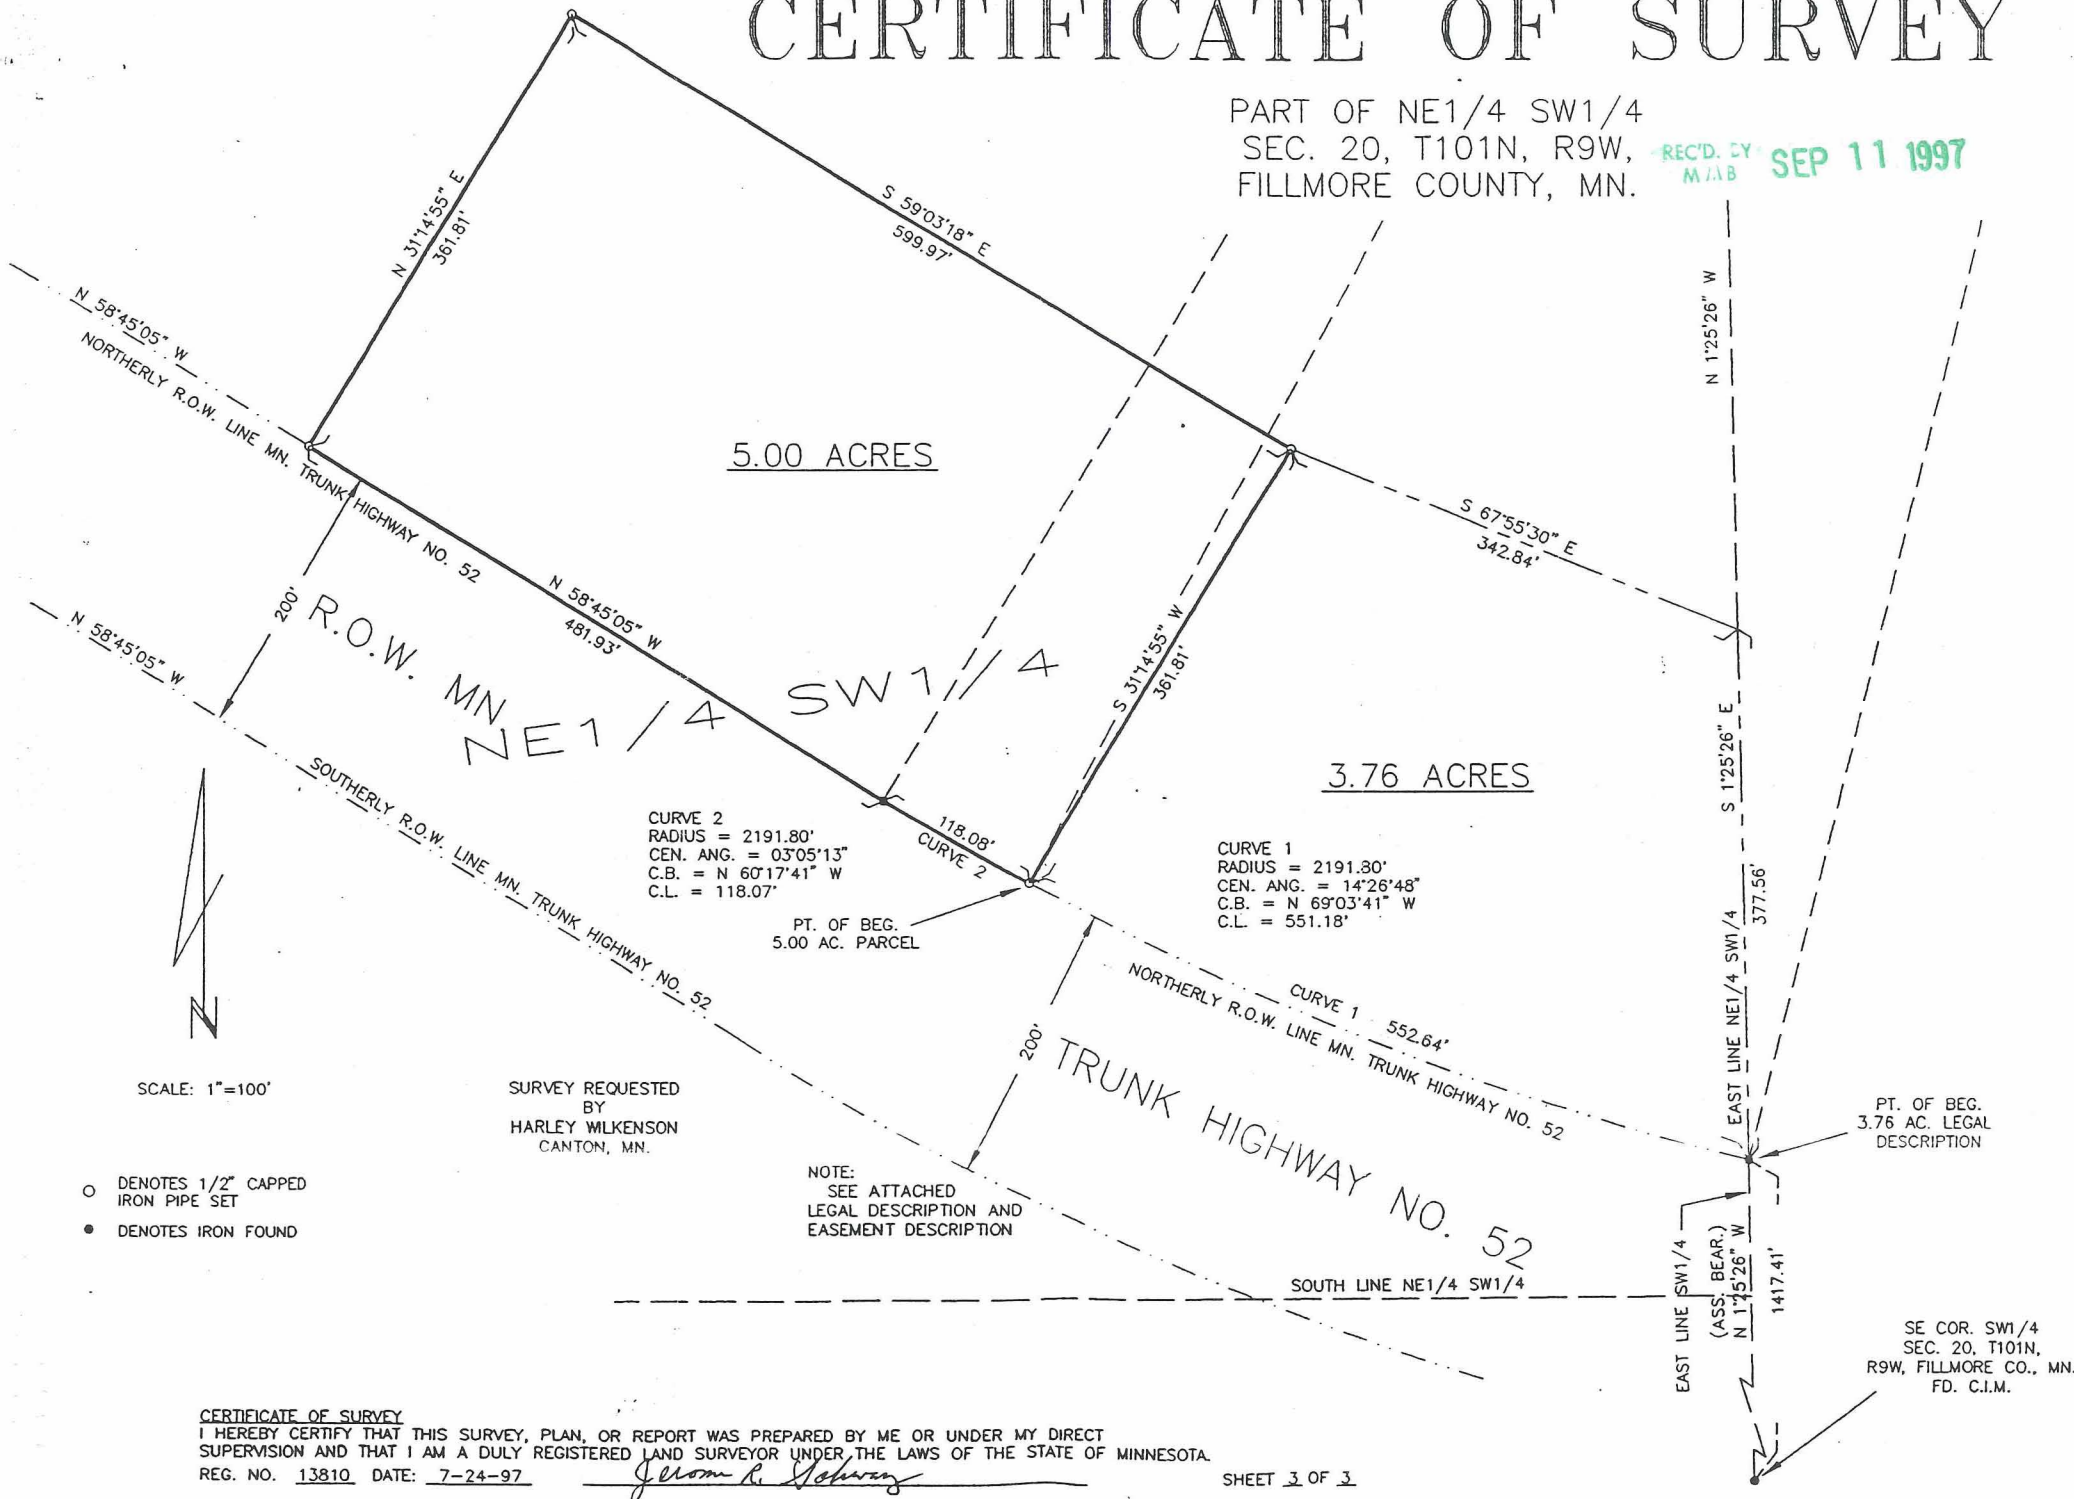 CERTIFICATE OF SURVEY
PART OF NE1/4 SW1/4
SEC. 20, T101N, R9W,
FILLMORE COUNTY, MN.
REC'D. BY
SEP 11 1997
N 31°14'55" E
361.81'
S 59°03'18" E
599.97'
N 1°25'26" W
N 58°45'05" W
NORTHERLY R.O.W. LINE MN. TRUNK HIGHWAY NO. 52
5.00 ACRES
S 67°55'30" E
342.84'
200'
N 58°45'05" W
481.93'
N 58°45'05" W
R.O.W. MN
NE1/4 SW1/4
S 31°14'55" W
361.81'
S 1°25'26" E
3.76 ACRES
SOUTHERLY R.O.W. LINE MN. TRUNK HIGHWAY NO. 52
CURVE 2
RADIUS = 2191.80'
CEN. ANG. = 03°05'13"
C.B. = N 60°17'41" W
C.L. = 118.07'
118.08'
CURVE 2
CURVE 1
RADIUS = 2191.80'
CEN. ANG. = 14°26'48"
C.B. = N 69°03'41" W
C.L. = 551.18'
377.56'
EAST LINE NE1/4 SW1/4
PT. OF BEG.
5.00 AC. PARCEL
CURVE 1 552.64'
NORTHERLY R.O.W. LINE MN. TRUNK HIGHWAY NO. 52
200'
TRUNK HIGHWAY NO. 52
N
SCALE: 1"=100'
SURVEY REQUESTED
BY
HARLEY WILKENSON
CANTON, MN.
PT. OF BEG.
3.76 AC. LEGAL
DESCRIPTION
DENOTES 1/2" CAPPED
IRON PIPE SET
DENOTES IRON FOUND
NOTE:
SEE ATTACHED
LEGAL DESCRIPTION AND
EASEMENT DESCRIPTION
SOUTH LINE NE1/4 SW1/4
EAST LINE SW1/4
(ASS. BEAR.)
N 1°25'26" W
1417.41'
SE COR. SW1/4
SEC. 20, T101N,
R9W, FILLMORE CO., MN.
FD. C.I.M.
CERTIFICATE OF SURVEY
I HEREBY CERTIFY THAT THIS SURVEY, PLAN, OR REPORT WAS PREPARED BY ME OR UNDER MY DIRECT
SUPERVISION AND THAT I AM A DULY REGISTERED LAND SURVEYOR UNDER THE LAWS OF THE STATE OF MINNESOTA.
REG. NO. 13810 DATE: 7-24-97 Jerome R.
SHEET 3 OF 3